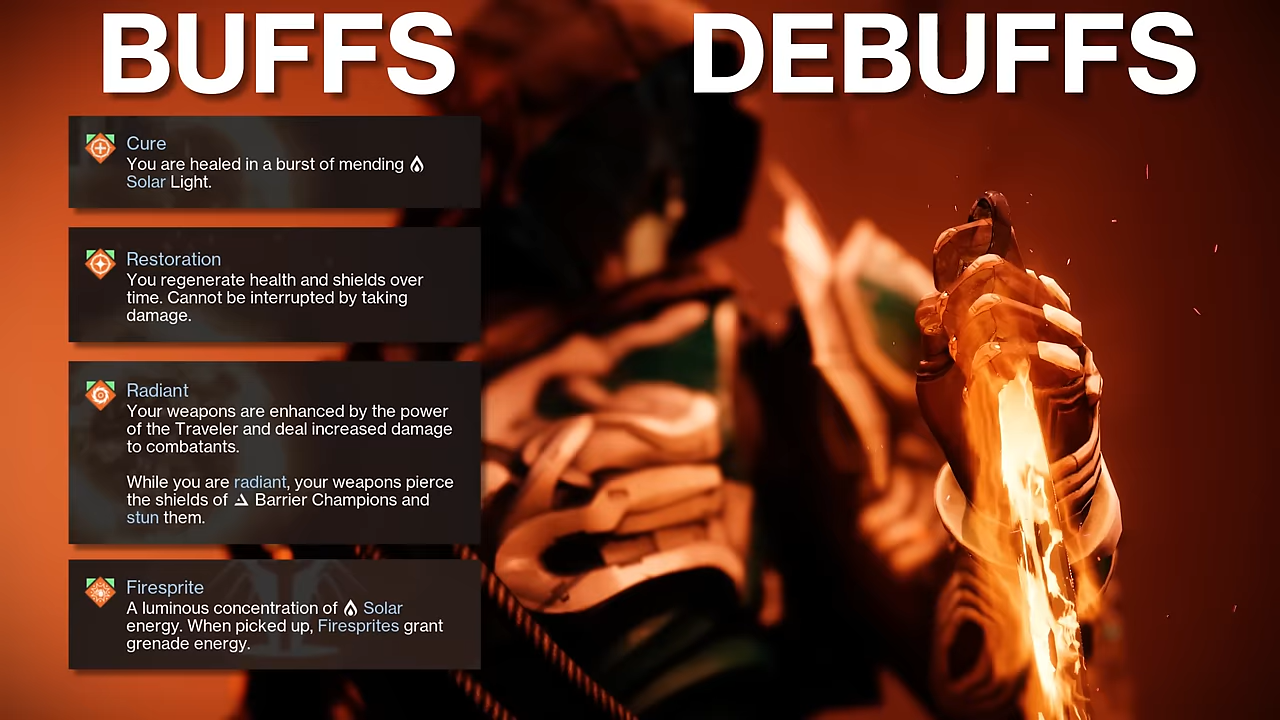 BUFFS
DEBUFFS
Cure
You are healed in a burst of mending
Solar Light.
Restoration
You regenerate health and shields over
time. Cannot be interrupted by taking
damage.
Radiant
Your weapons are enhanced by the power
of the Traveler and deal increased damage
to combatants.
While you are radiant, your weapons pierce
the shields of Barrier Champions and
stun them.
Firesprite
A luminous concentration of Solar
energy. When picked up, Firesprites grant
grenade energy.